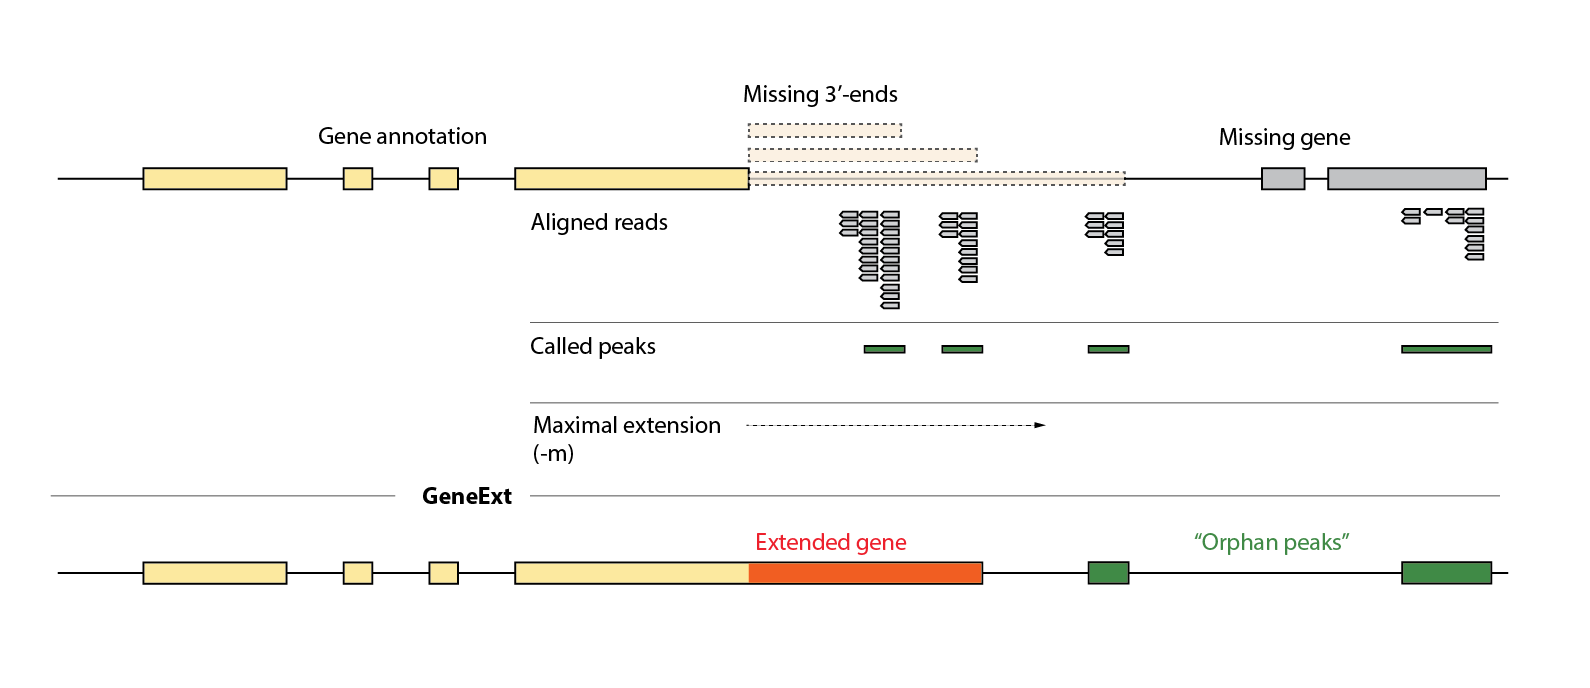 Missing 3’-ends
Gene annotation
Missing gene
Aligned reads
Called peaks
Maximal extension
(-m)
GeneExt
Extended gene
“Orphan peaks”